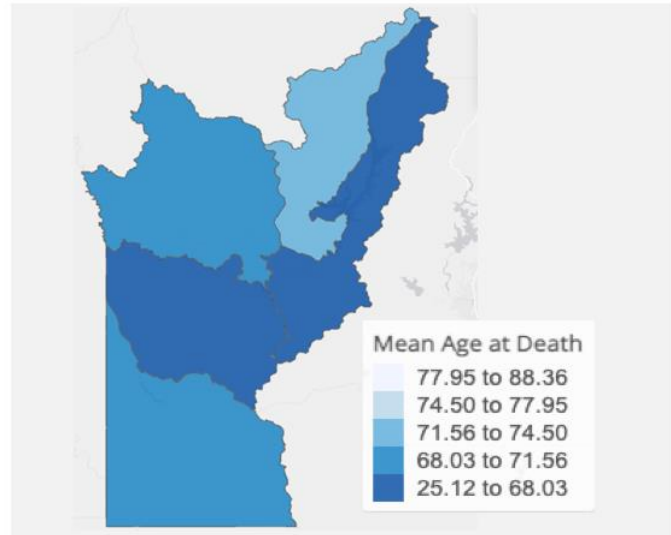 Mean Age at Death
77.95 to 88.36
74.50 to 77.95
71.56 to 74.50
68.03 to 71.56
25.12 to 68.03